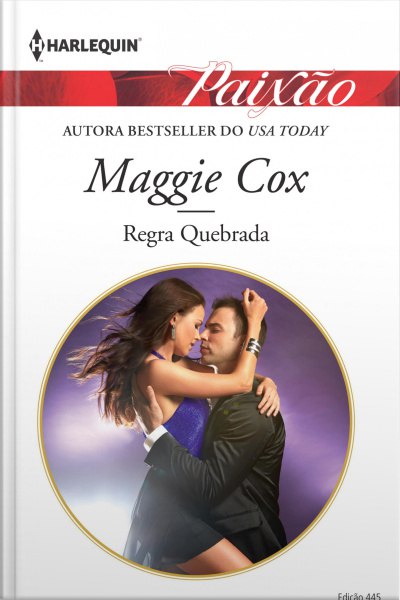 HARLEQUIN®
Paixão
AUTORA BESTSELLER DO USA TODAY
Maggie Cox
Regra Quebrada
Edição 445